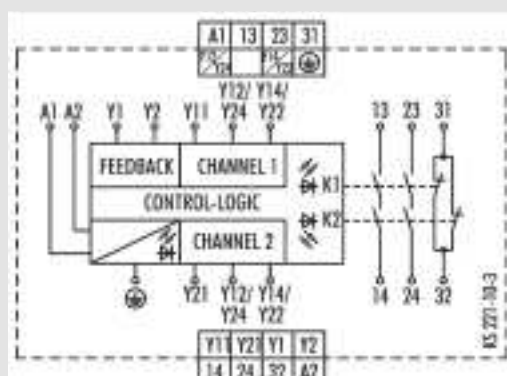 A1 13 23 31
Y12/ Y14/
A1 A2 Y1 Y2 Y11 Y24 Y22 13 23 31
FEEDBACK CHANNEL 1
K1
CONTROL-LOGIC
K2
CHANNEL 2
Y21 Y12/ Y14/ 14 24 32
Y24 Y22
KS 221-10-3
Y11 Y21 Y1 Y2
14 24 32 A2